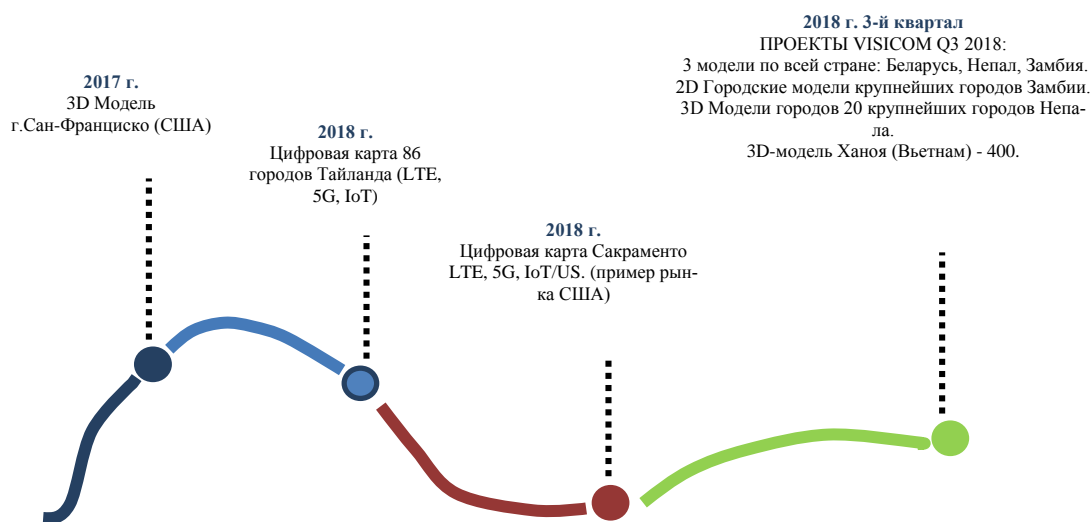 2017 г.
3D Модель
г.Сан-Франциско (США)
2018 г.
Цифровая карта 86
городов Тайланда (LTE,
5G, IoT)
2018 г.
Цифровая карта Сакраменто
LTE, 5G, IoT/US. (пример рын-
ка США)
2018 г. 3-й квартал
ПРОЕКТЫ VISICOM Q3 2018:
3 модели по всей стране: Беларусь, Непал, Замбия.
2D Городские модели крупнейших городов Замбии.
3D Модели городов 20 крупнейших городов Непа-
ла.
3D-модель Ханоя (Вьетнам) - 400.